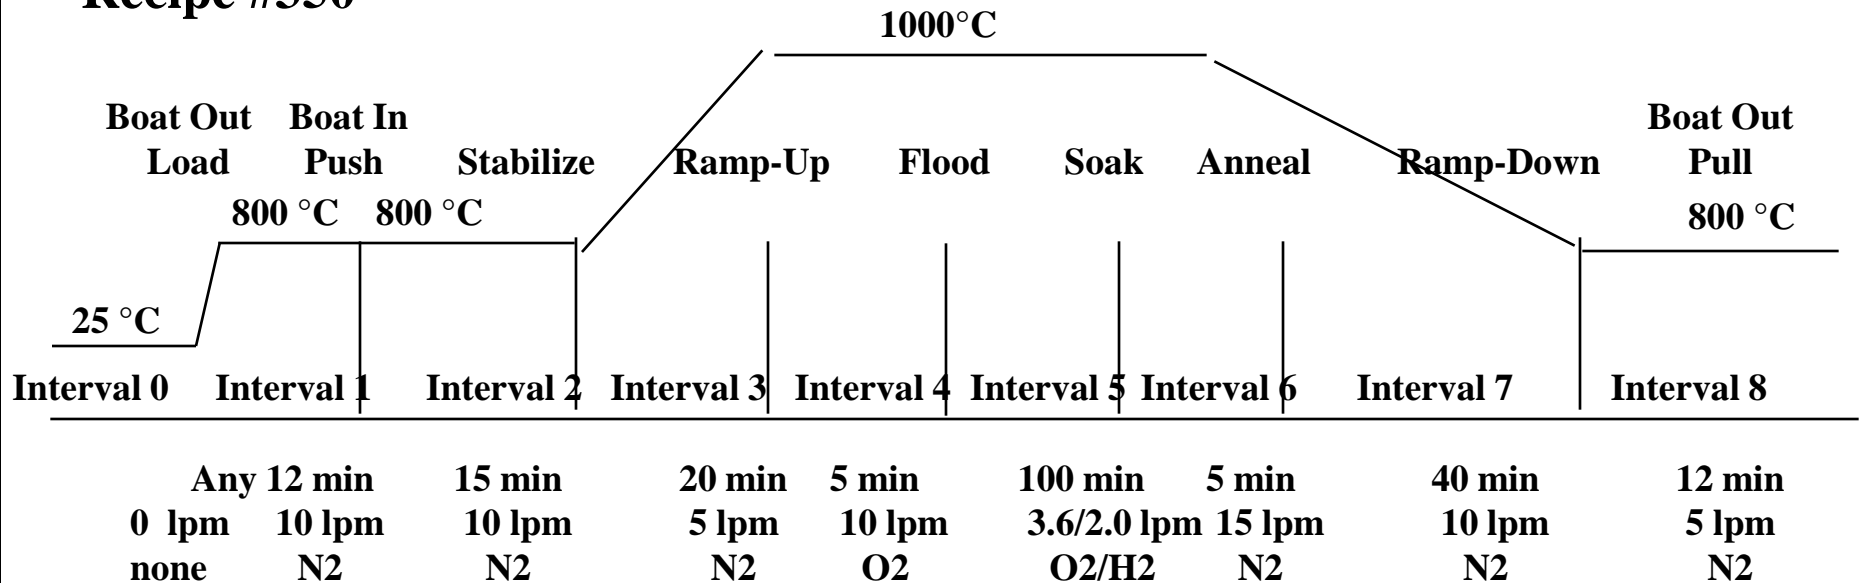 Recipe #350
1000°C
Boat Out Boat In Boat Out
Load Push Stabilize Ramp-Up Flood Soak Anneal Ramp-Down Pull
800 °C 800 °C 800 °C
25 °C
Interval 0 Interval 1 Interval 2 Interval 3 Interval 4 Interval 5 Interval 6 Interval 7 Interval 8
Any 12 min 15 min 20 min 5 min 100 min 5 min 40 min 12 min
0 lpm 10 lpm 10 lpm 5 lpm 10 lpm 3.6/2.0 lpm 15 lpm 10 lpm 5 lpm
none N2 N2 N2 O2 O2/H2 N2 N2 N2